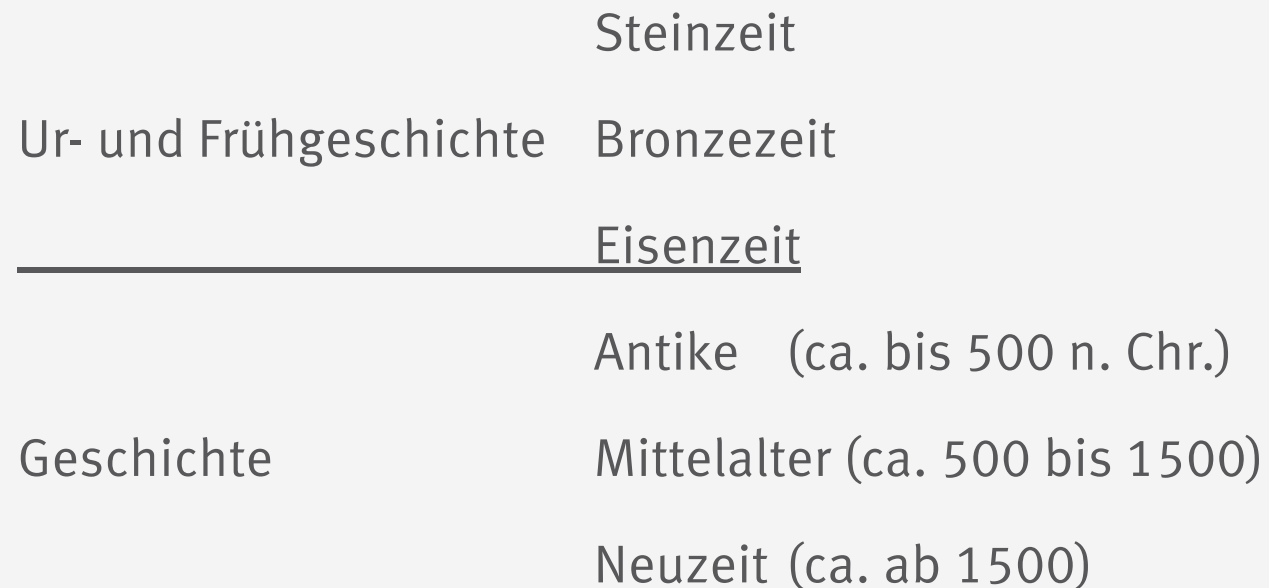 Steinzeit
Ur- und Frühgeschichte Bronzezeit
Eisenzeit
Antike (ca. bis 500 n. Chr.)
Geschichte Mittelalter (ca. 500 bis 1500)
Neuzeit (ca. ab 1500)